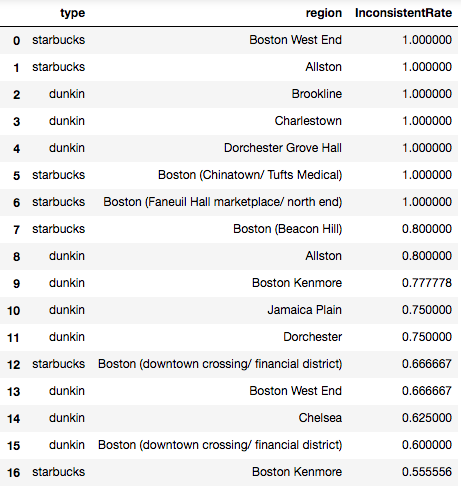 type region InconsistentRate
0 starbucks Boston West End 1.000000
1 starbucks Allston 1.000000
2 dunkin Brookline 1.000000
3 dunkin Charlestown 1.000000
4 dunkin Dorchester Grove Hall 1.000000
5 starbucks Boston (Chinatown/ Tufts Medical) 1.000000
6 starbucks Boston (Faneuil Hall marketplace/ north end) 1.000000
7 starbucks Boston (Beacon Hill) 0.800000
8 dunkin Allston 0.800000
9 dunkin Boston Kenmore 0.777778
10 dunkin Jamaica Plain 0.750000
11 dunkin Dorchester 0.750000
12 starbucks Boston (downtown crossing/ financial district) 0.666667
13 dunkin Boston West End 0.666667
14 dunkin Chelsea 0.625000
15 dunkin Boston (downtown crossing/ financial district) 0.600000
16 starbucks Boston Kenmore 0.555556